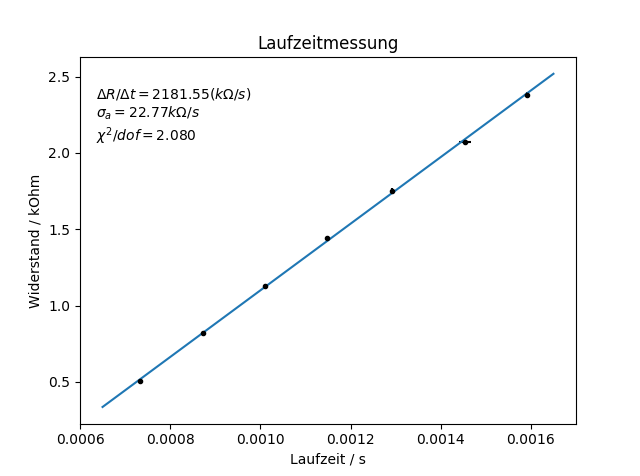 Laufzeitmessung
ΔR/Δt = 2181.55(kΩ/s)
σₐ = 22.77kΩ/s
χ²/dof = 2.080
Widerstand / kOhm
2.5
2.0
1.5
1.0
0.5
0.0006 0.0008 0.0010 0.0012 0.0014 0.0016
Laufzeit / s